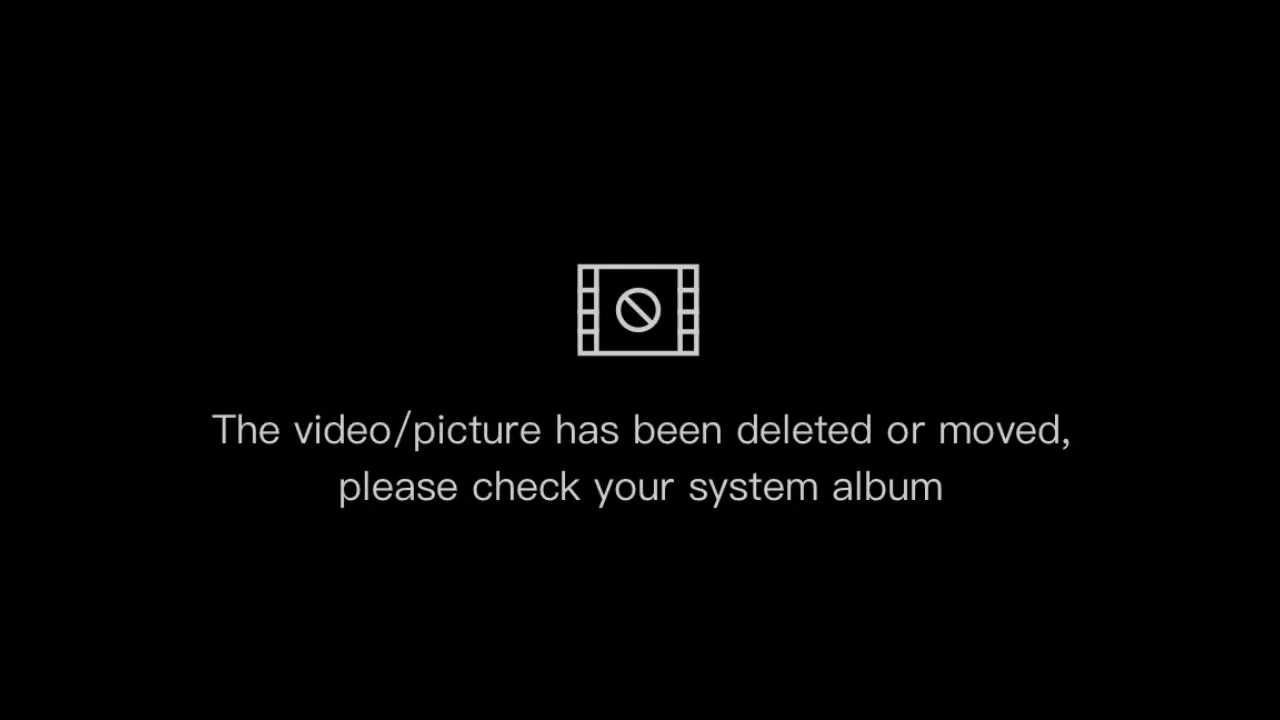 The video/picture has been deleted or moved,
please check your system album